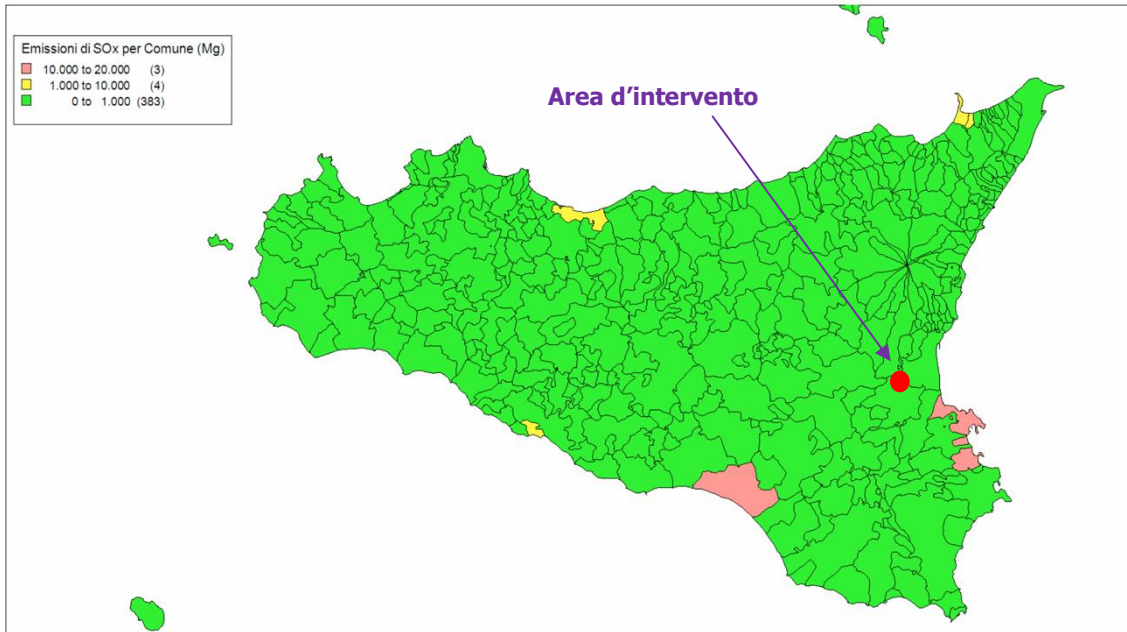 Emissioni di SOx per Comune (Mg)
10.000 to 20.000 (3)
1.000 to 10.000 (4)
0 to 1.000 (383)
Area d’intervento